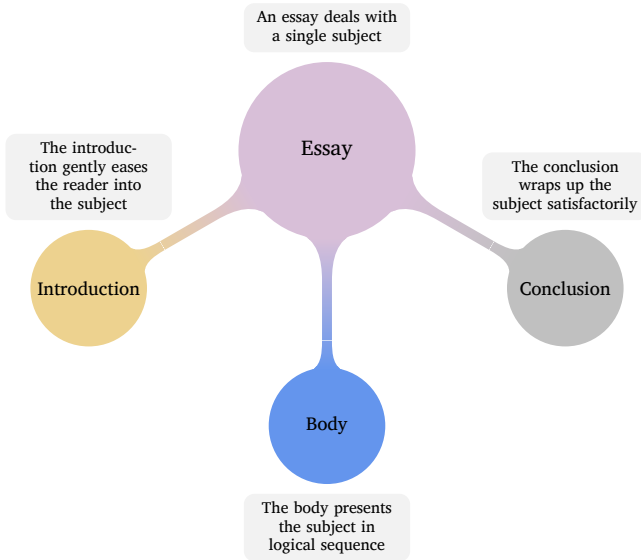 An essay deals with
a single subject
Essay
The introduc-
tion gently eases
the reader into
the subject
Introduction
The conclusion
wraps up the
subject satisfactorily
Conclusion
Body
The body presents
the subject in
logical sequence